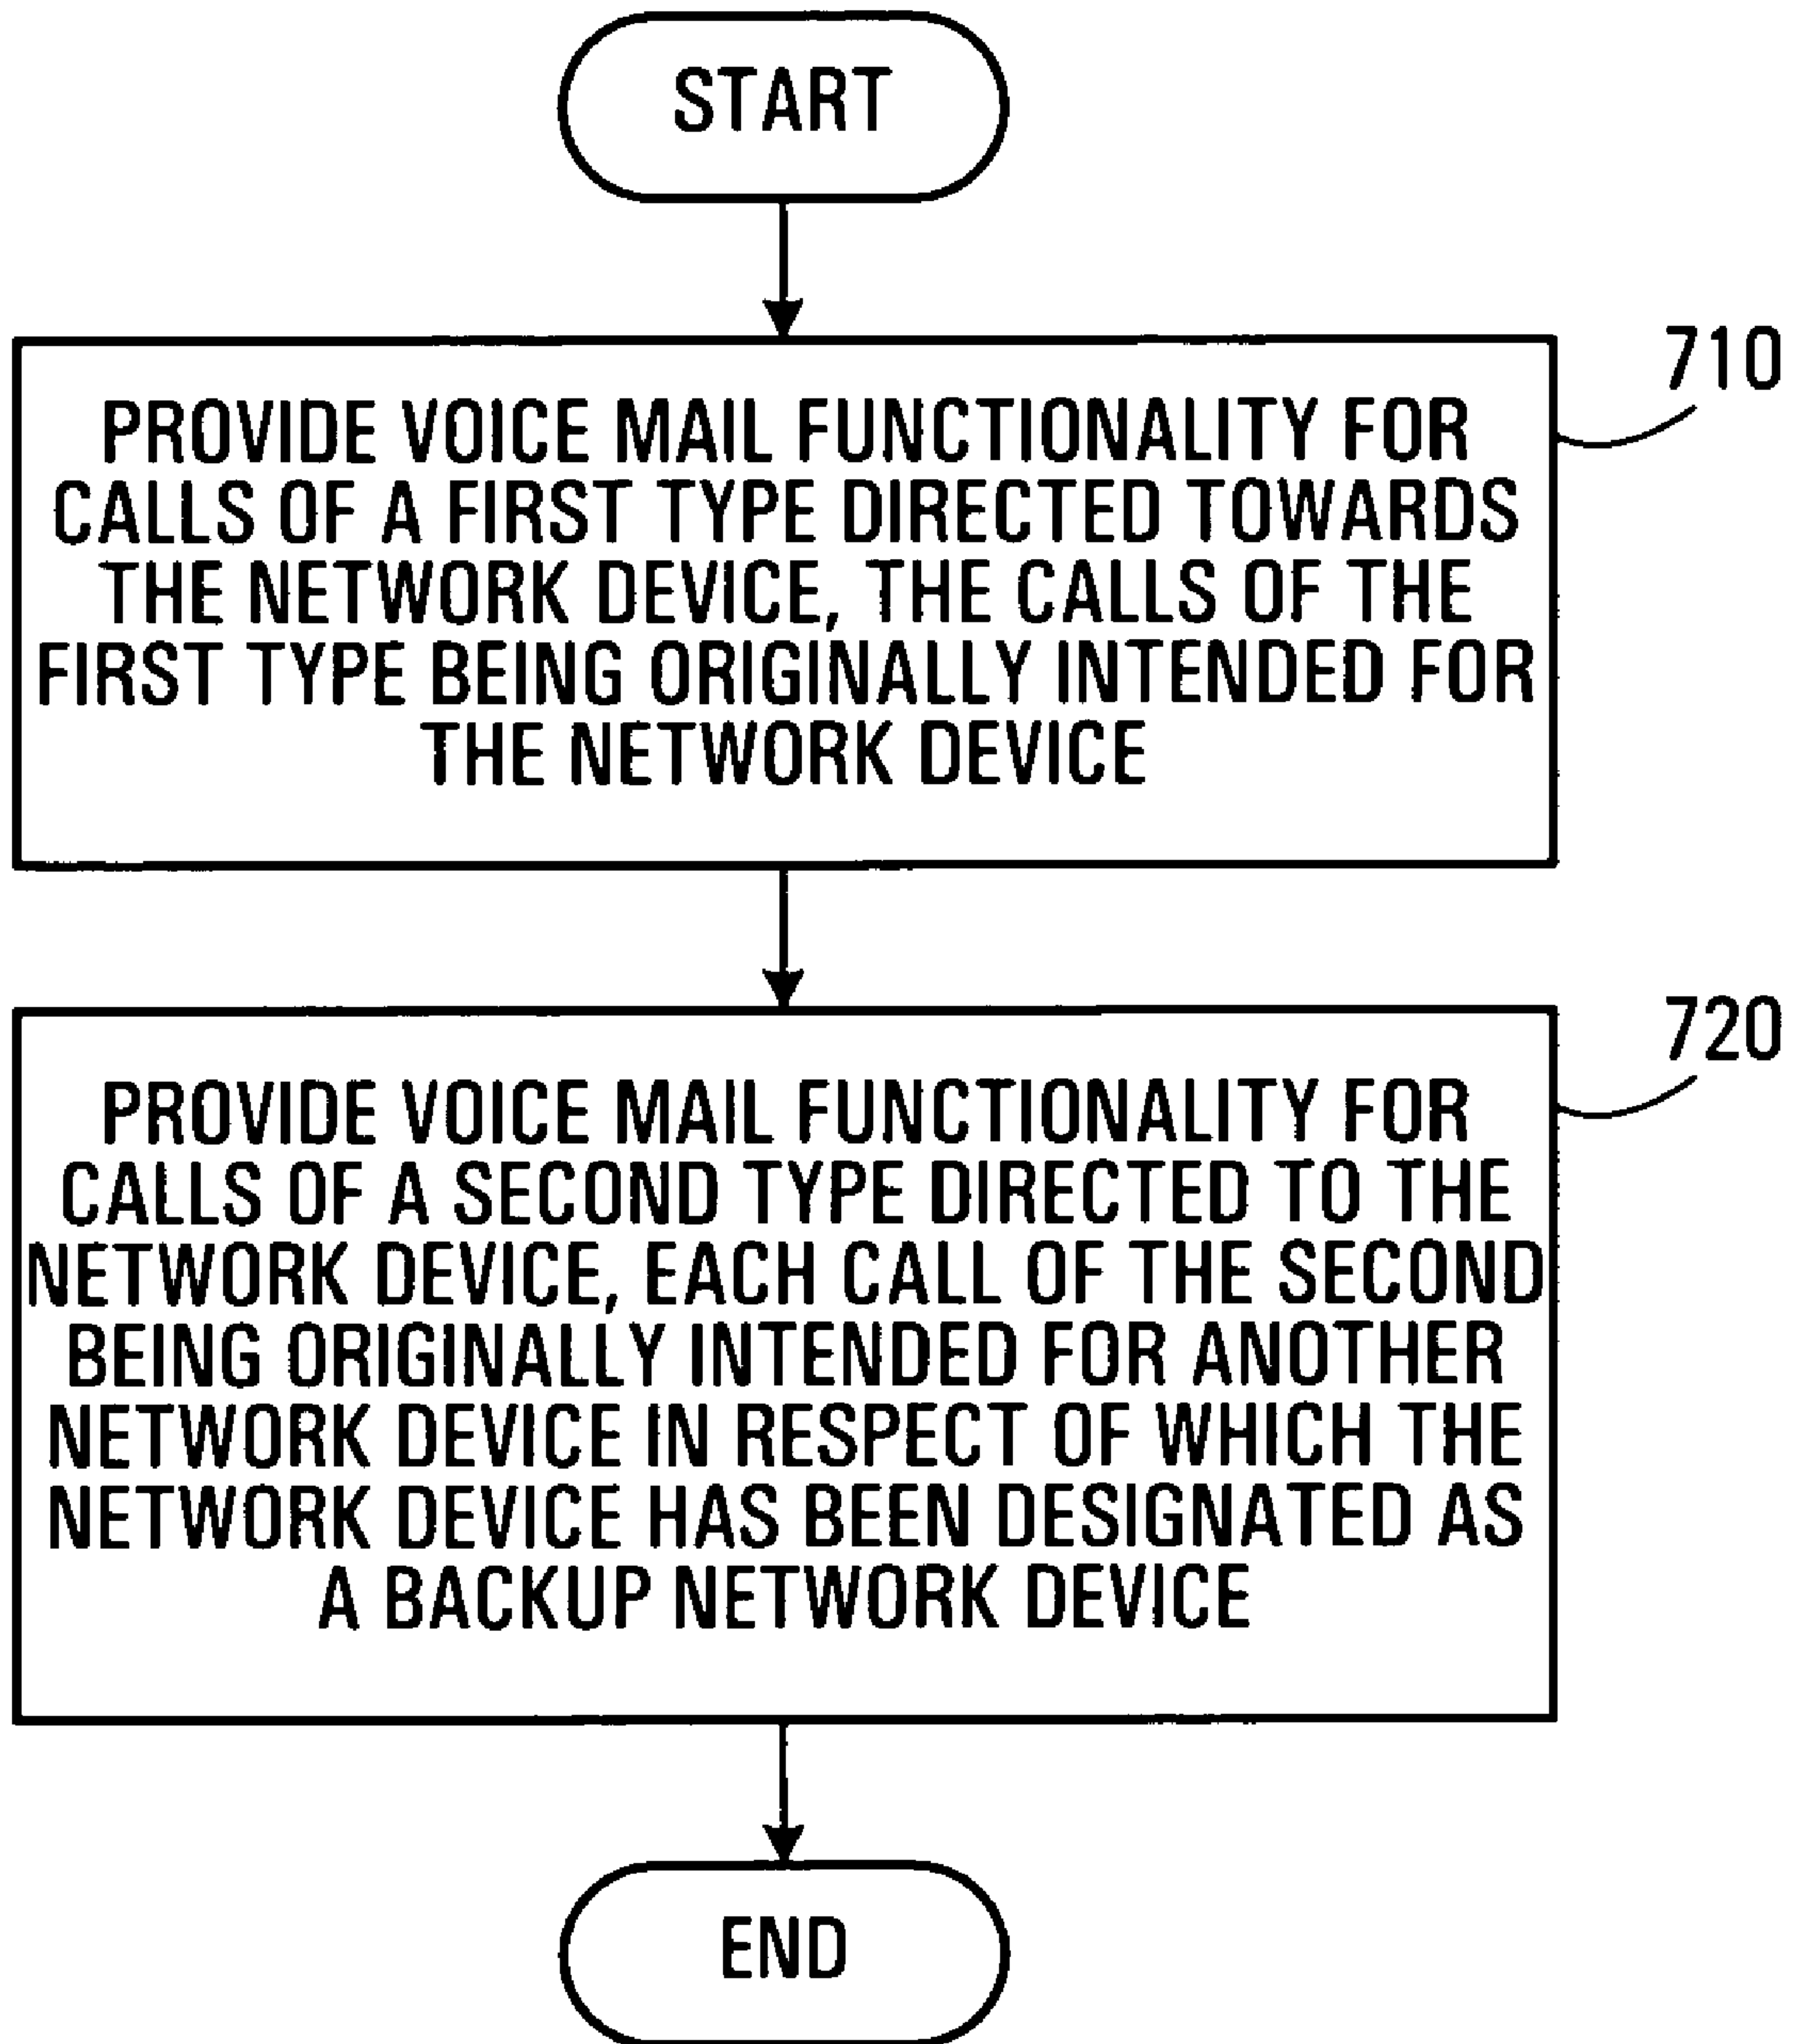 START
710
PROVIDE VOICE MAIL FUNCTIONALITY FOR
CALLS OF A FIRST TYPE DIRECTED TOWARDS
THE NETWORK DEVICE, THE CALLS OF THE
FIRST TYPE BEING ORIGINALLY INTENDED FOR
THE NETWORK DEVICE
720
PROVIDE VOICE MAIL FUNCTIONALITY FOR
CALLS OF A SECOND TYPE DIRECTED TO THE
NETWORK DEVICE, EACH CALL OF THE SECOND
BEING ORIGINALLY INTENDED FOR ANOTHER
NETWORK DEVICE IN RESPECT OF WHICH THE
NETWORK DEVICE HAS BEEN DESIGNATED AS
A BACKUP NETWORK DEVICE
END